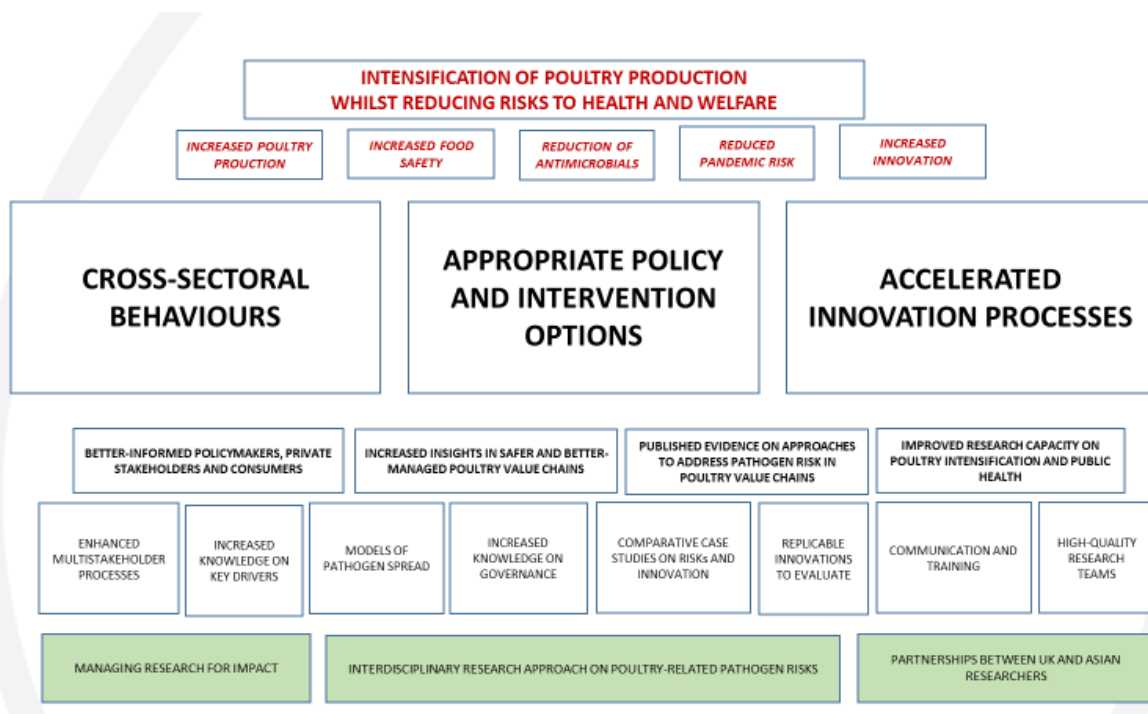 INTENSIFICATION OF POULTRY PRODUCTION
WHILST REDUCING RISKS TO HEALTH AND WELFARE
INCREASED POULTRY
PROUCTION
INCREASED FOOD
SAFETY
REDUCTION OF
ANTIMICROBIALS
REDUCED
PANDEMIC RISK
INCREASED
INNOVATION
CROSS-SECTORAL
BEHAVIOURS
APPROPRIATE POLICY
AND INTERVENTION
OPTIONS
ACCELERATED
INNOVATION PROCESSES
BETTER-INFORMED POLICYMAKERS, PRIVATE
STAKEHOLDERS AND CONSUMERS
INCREASED INSIGHTS IN SAFER AND BETTER-
MANAGED POULTRY VALUE CHAINS
PUBLISHED EVIDENCE ON APPROACHES
TO ADDRESS PATHOGEN RISK IN
POULTRY VALUE CHAINS
IMPROVED RESEARCH CAPACITY ON
POULTRY INTENSIFICATION AND PUBLIC
HEALTH
ENHANCED
MULTISTAKEHOLDER
PROCESSES
INCREASED
KNOWLEDGE ON
KEY DRIVERS
MODELS OF
PATHOGEN SPREAD
INCREASED
KNOWLEDGE ON
GOVERNANCE
COMPARATIVE CASE
STUDIES ON RISKs AND
INNOVATION
REPLICABLE
INNOVATIONS
TO EVALUATE
COMMUNICATION AND
TRAINING
HIGH-QUALITY
RESEARCH
TEAMS
MANAGING RESEARCH FOR IMPACT
INTERDISCIPLINARY RESEARCH APPROACH ON POULTRY-RELATED PATHOGEN RISKS
PARTNERSHIPS BETWEEN UK AND ASIAN
RESEARCHERS